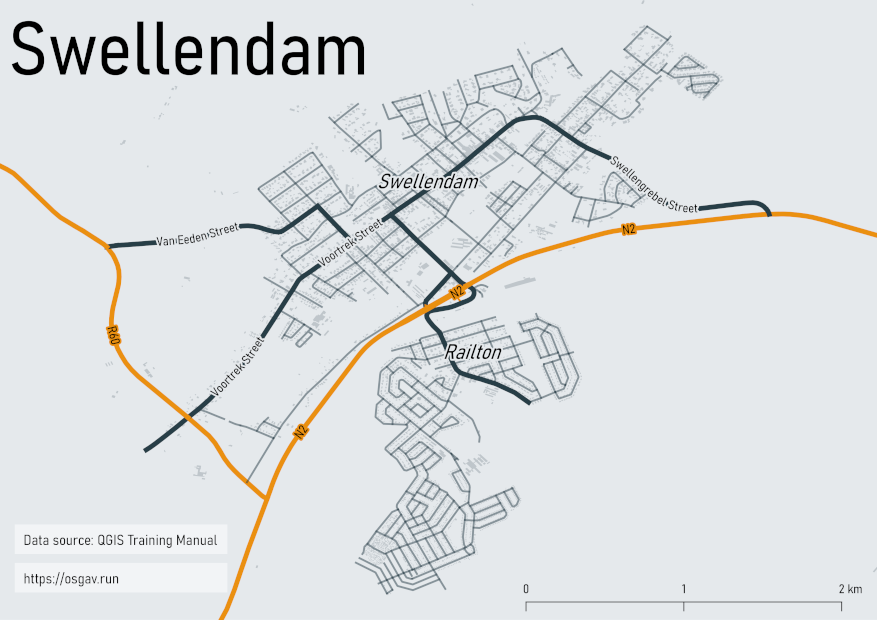 Swellendam
Swellendam
Swellengrebel Street
Van Eeden Street
Voortrek Street
N2
N2
R60
Railton
Voortrek Street
N2
Data source: QGIS Training Manual
https://osgav.run
0 1 2 km